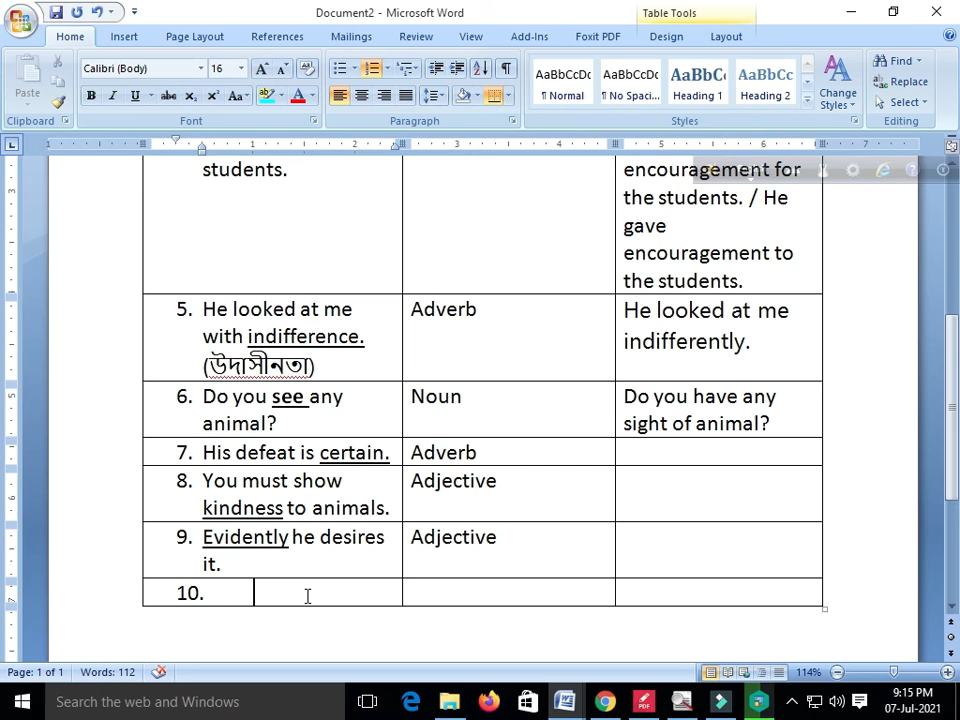 Document2 - Microsoft Word
Table Tools
Home Insert Page Layout References Mailings Review View Add-Ins Foxit PDF Design Layout
Paste
Calibri (Body) 16
AaBbCcDc AaBbCcDc AaBbC AaBbCc
¶ Normal ¶ No Spaci... Heading 1 Heading 2
Change
Styles
Find
Replace
Select
Clipboard Font Paragraph Styles Editing
students.
encouragement for
the students. / He
gave
encouragement to
the students.
5. He looked at me
with indifference.
(উদাসীনতা)
Adverb
He looked at me
indifferently.
6. Do you see any
animal?
Noun
Do you have any
sight of animal?
7. His defeat is certain.
Adverb
8. You must show
kindness to animals.
Adjective
9. Evidently he desires
it.
Adjective
10.
Page: 1 of 1 Words: 112 114%
Search the web and Windows
9:15 PM
07-Jul-2021